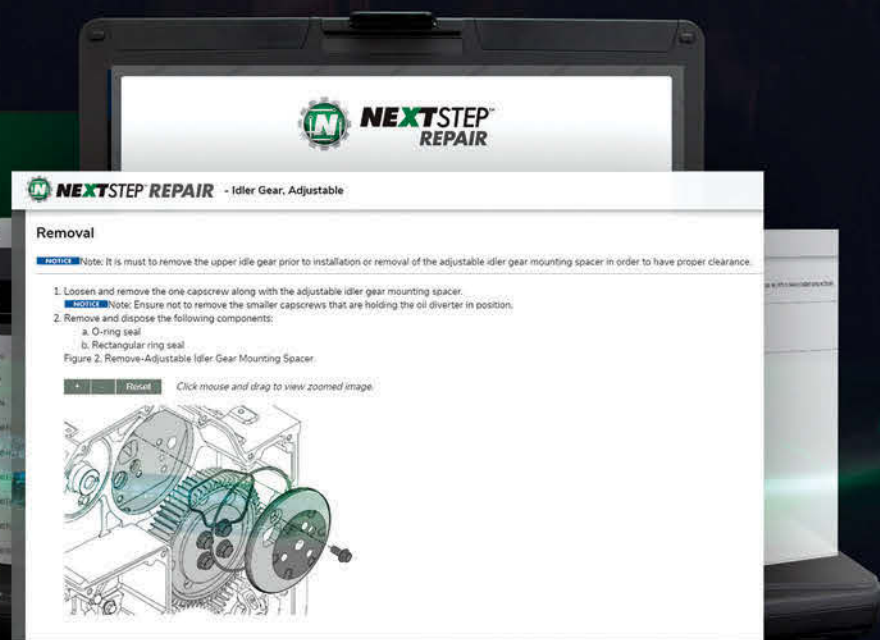 NEXTSTEP™
REPAIR
NEXTSTEP REPAIR - Idler Gear, Adjustable
Removal
NOTICE Note: It is must to remove the upper idle gear prior to installation or removal of the adjustable idler gear mounting spacer in order to have proper clearance.
1. Loosen and remove the one capscrew along with the adjustable idler gear mounting spacer.
NOTICE Note: Ensure not to remove the smaller capscrews that are holding the oil diverter in position.
2. Remove and dispose the following components:
a. O-ring seal
b. Rectangular ring seal
Figure 2. Remove-Adjustable Idler Gear Mounting Spacer
+ - Reset Click mouse and drag to view zoomed image.